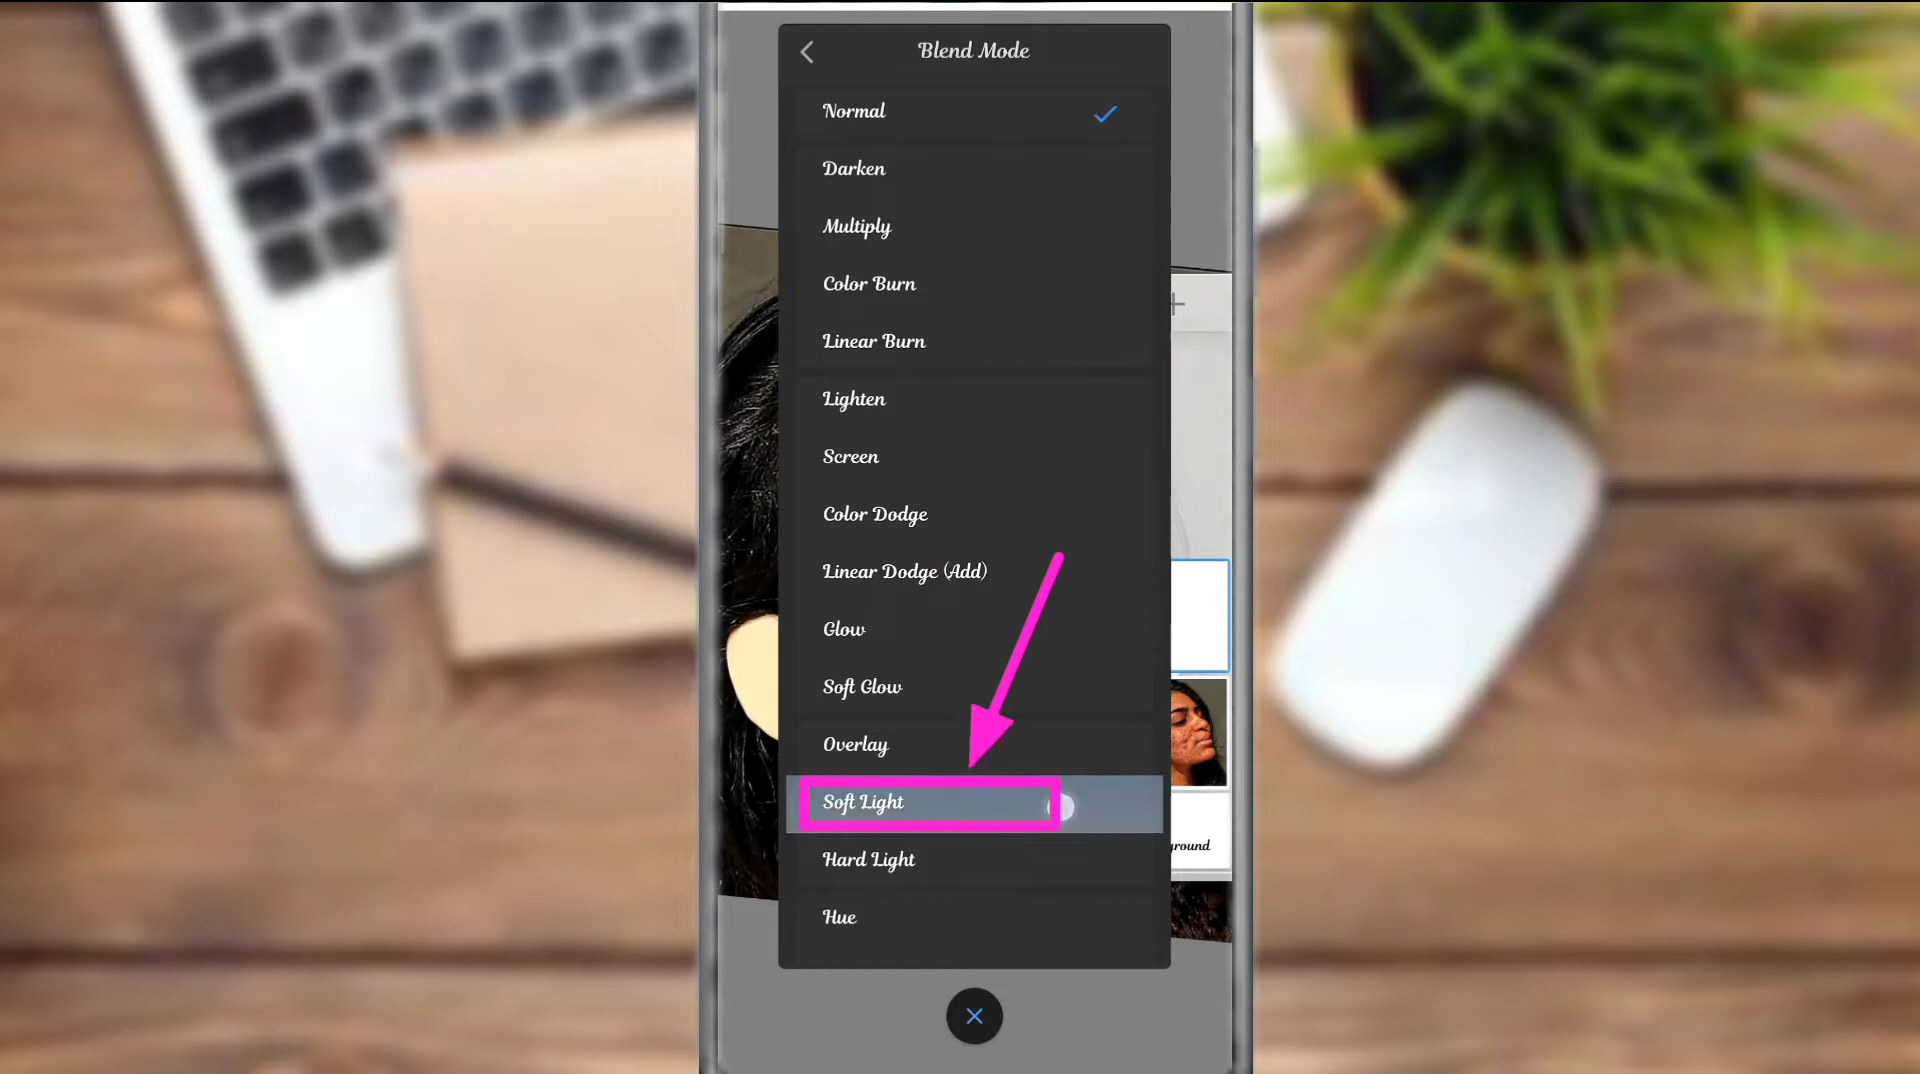 Blend Mode
Normal
Darken
Multiply
Color Burn
Linear Burn
Lighten
Screen
Color Dodge
Linear Dodge (Add)
Glow
Soft Glow
Overlay
Soft Light
Hard Light
Hue